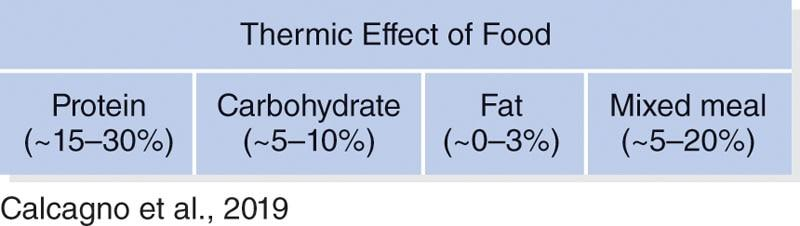 Thermic Effect of Food
Protein
(~15–30%)
Carbohydrate
(~5–10%)
Fat
(~0–3%)
Mixed meal
(~5–20%)
Calcagno et al., 2019